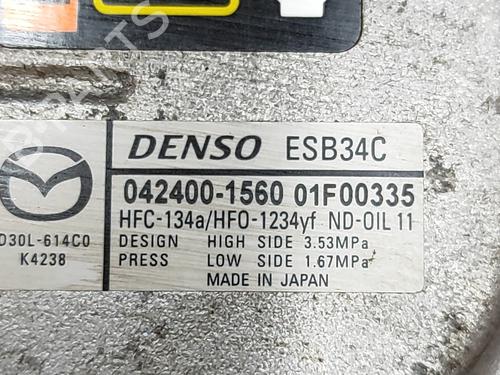 DENSO ESB34C
042400-1560 01F00335
HFC-134a/HFO-1234yf ND-OIL 11
DESIGN HIGH SIDE 3.53MPa
PRESS LOW SIDE 1.67MPa
MADE IN JAPAN
D30L-614C0
K4238